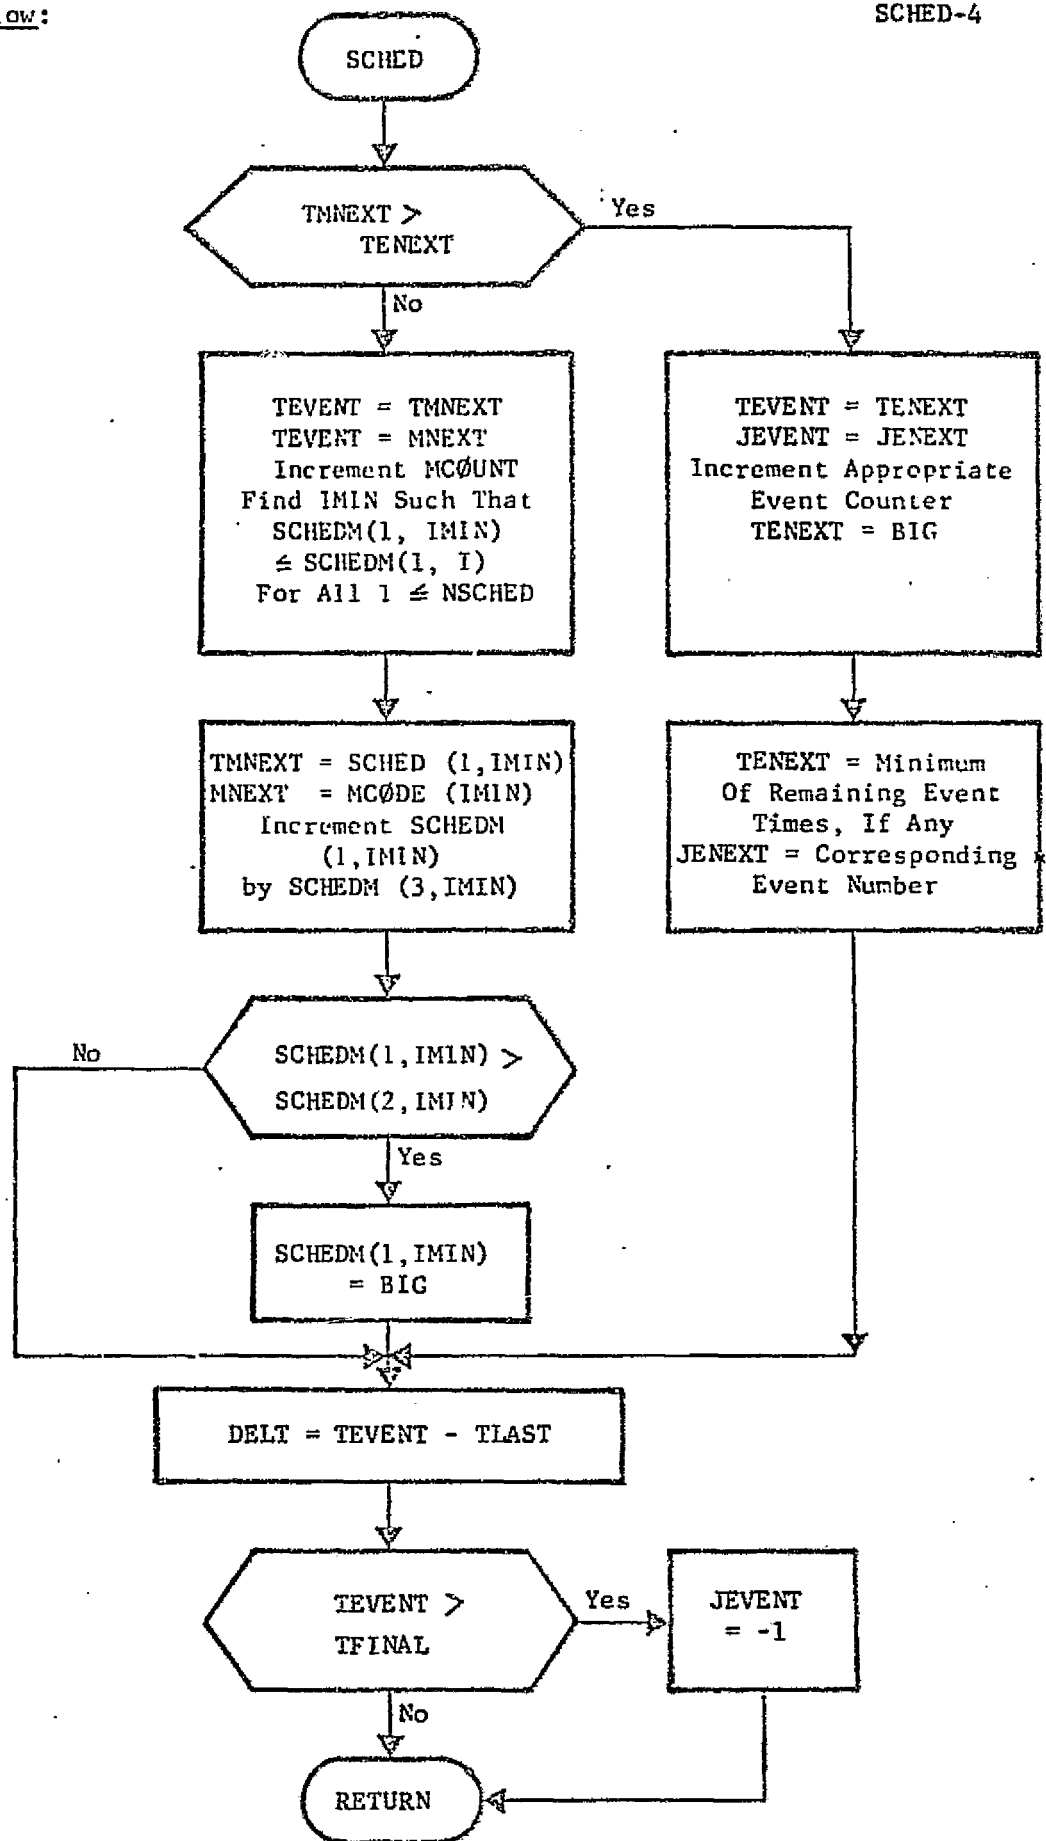 ow:
SCHED-4
SCHED
TMNEXT >
TENEXT
Yes
No
TEVENT = TMNEXT
TEVENT = MNEXT
Increment MCØUNT
Find IMIN Such That
SCHEDM(1, IMIN)
≤ SCHEDM(1, I)
For All 1 ≤ NSCHED
TEVENT = TENEXT
JEVENT = JENEXT
Increment Appropriate
Event Counter
TENEXT = BIG
TMNEXT = SCHED (1,IMIN)
MNEXT = MCØDE (IMIN)
Increment SCHEDM
(1,IMIN)
by SCHEDM (3,IMIN)
TENEXT = Minimum
Of Remaining Event
Times, If Any
JENEXT = Corresponding
Event Number
No
SCHEDM(1,IMIN) >
SCHEDM(2,IMIN)
Yes
SCHEDM(1,IMIN)
= BIG
DELT = TEVENT - TLAST
TEVENT >
TFINAL
Yes
JEVENT
= -1
No
RETURN